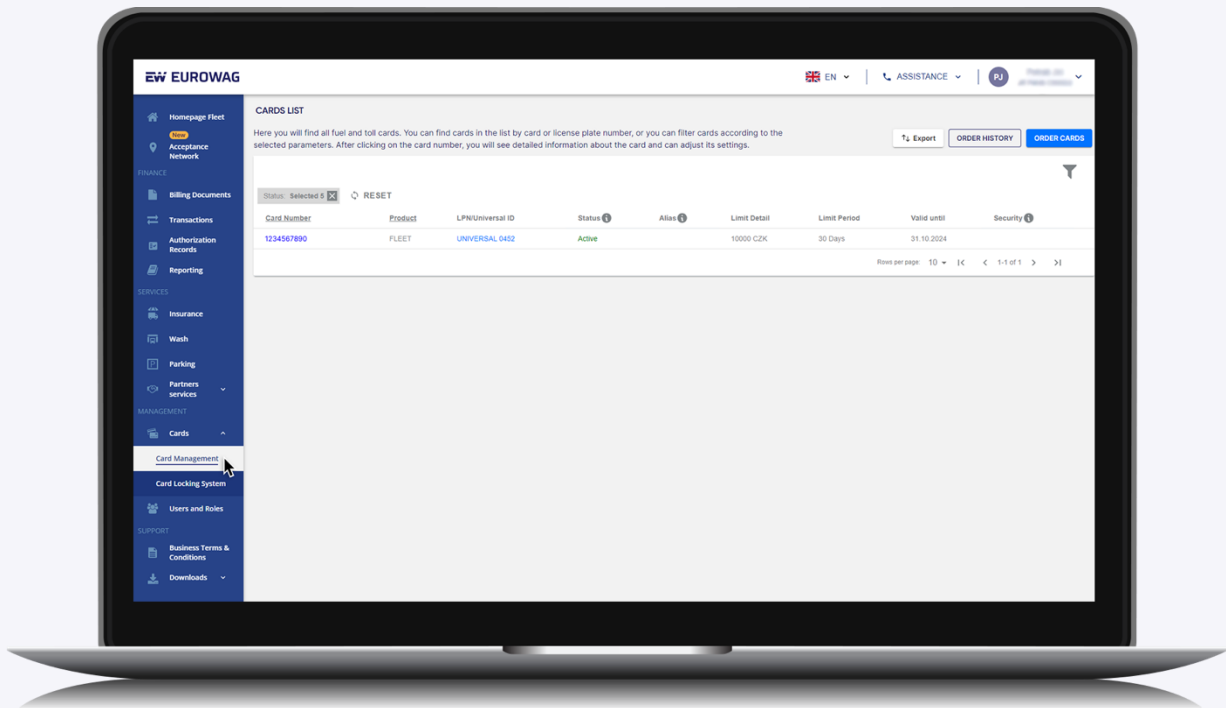 EW EUROWAG
EN
ASSISTANCE
PJ
Homepage Fleet
New
Acceptance
Network
FINANCE
Billing Documents
Transactions
Authorization
Records
Reporting
SERVICES
Insurance
Wash
Parking
Partners
services
MANAGEMENT
Cards
Card Management
Card Locking System
Users and Roles
SUPPORT
Business Terms &
Conditions
Downloads
CARDS LIST
Here you will find all fuel and toll cards. You can find cards in the list by card or license plate number, or you can filter cards according to the
selected parameters. After clicking on the card number, you will see detailed information about the card and can adjust its settings.
Export ORDER HISTORY ORDER CARDS
Status: Selected 5 RESET
Card Number Product LPN/Universal ID Status Alias Limit Detail Limit Period Valid until Security
1234567890 FLEET UNIVERSAL 0452 Active 10000 CZK 30 Days 31.10.2024
Rows per page: 10 1-1 of 1